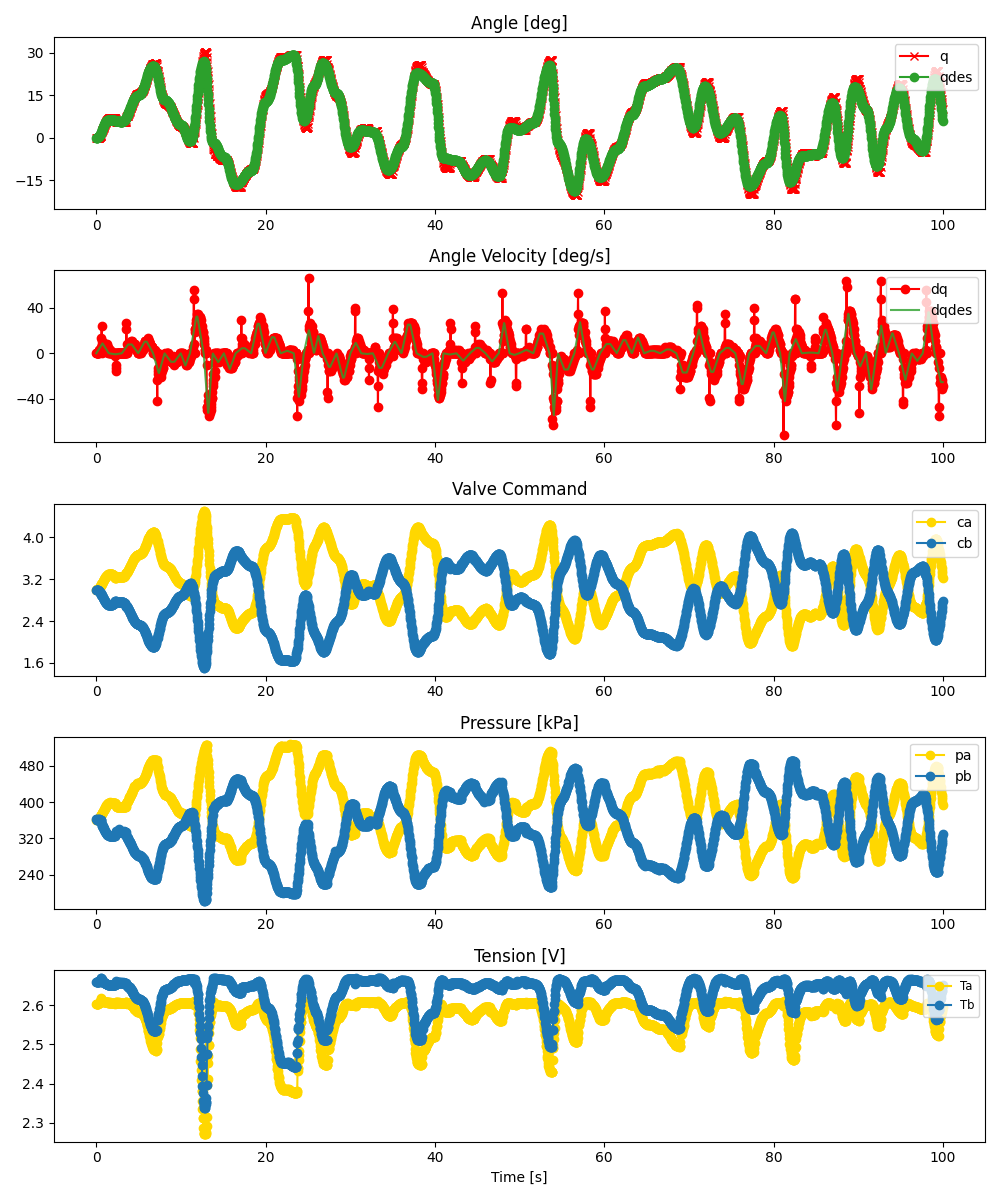 Angle [deg]
30
15
0
−15
q
qdes
0 20 40 60 80 100
Angle Velocity [deg/s]
40
0
−40
dq
dqdes
0 20 40 60 80 100
Valve Command
4.0
3.2
2.4
1.6
ca
cb
0 20 40 60 80 100
Pressure [kPa]
480
400
320
240
pa
pb
0 20 40 60 80 100
Tension [V]
2.6
2.5
2.4
2.3
Ta
Tb
0 20 40 60 80 100
Time [s]